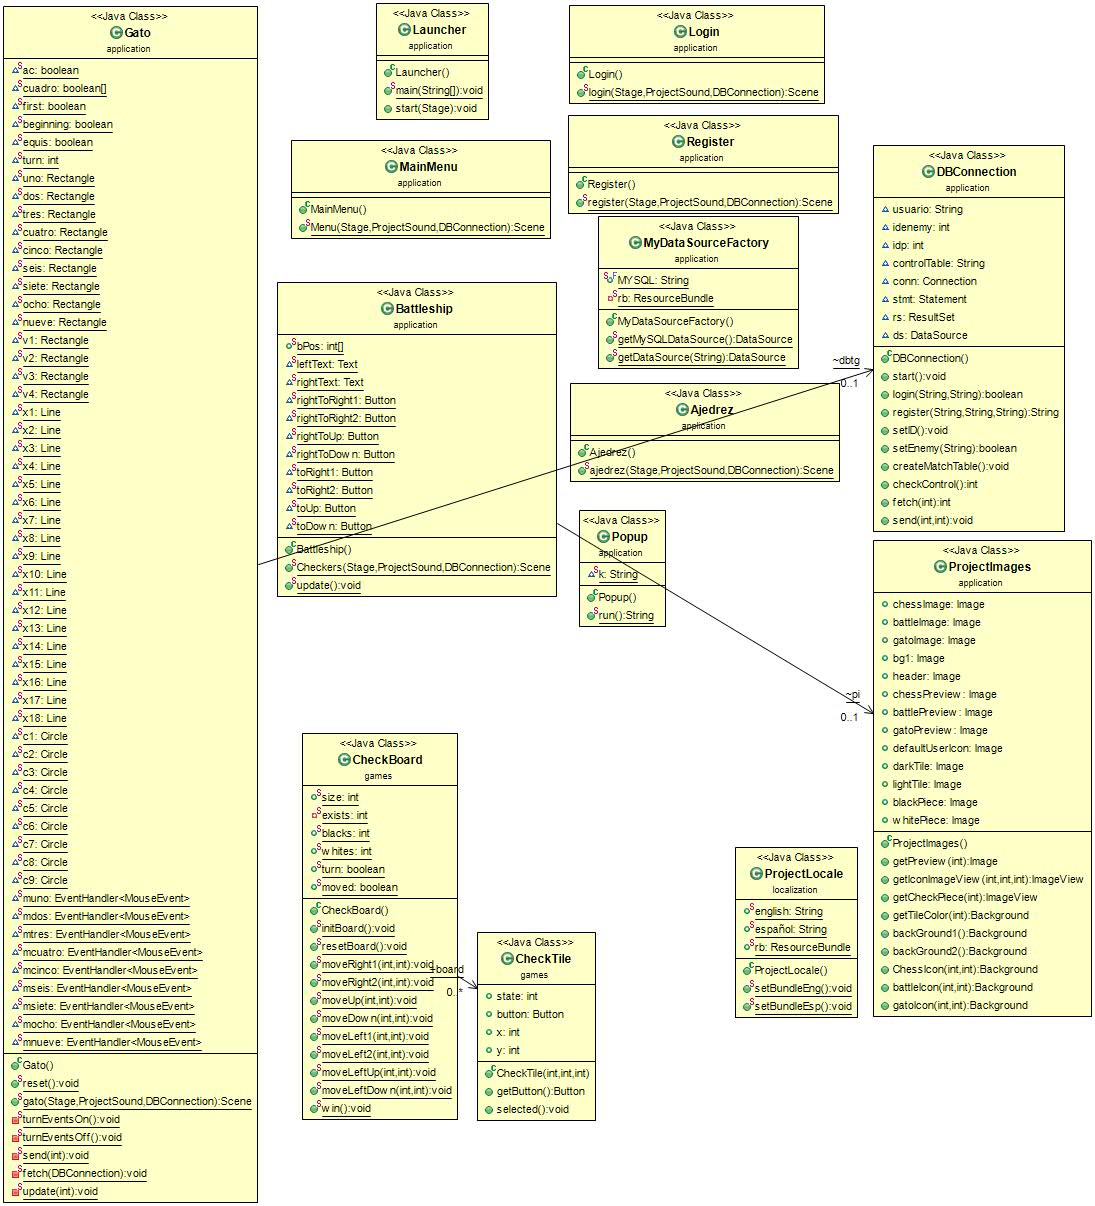 <<Java Class>>
Gato
application
ac: boolean
cuadro: boolean[]
first: boolean
beginning: boolean
equis: boolean
turn: int
uno: Rectangle
dos: Rectangle
tres: Rectangle
cuatro: Rectangle
cinco: Rectangle
seis: Rectangle
siete: Rectangle
ocho: Rectangle
nueve: Rectangle
v1: Rectangle
v2: Rectangle
v3: Rectangle
v4: Rectangle
x1: Line
x2: Line
x3: Line
x4: Line
x5: Line
x6: Line
x7: Line
x8: Line
x9: Line
x10: Line
x11: Line
x12: Line
x13: Line
x14: Line
x15: Line
x16: Line
x17: Line
x18: Line
c1: Circle
c2: Circle
c3: Circle
c4: Circle
c5: Circle
c6: Circle
c7: Circle
c8: Circle
c9: Circle
muno: EventHandler<MouseEvent>
mdos: EventHandler<MouseEvent>
mtres: EventHandler<MouseEvent>
mcuatro: EventHandler<MouseEvent>
mcinco: EventHandler<MouseEvent>
mseis: EventHandler<MouseEvent>
msiete: EventHandler<MouseEvent>
mocho: EventHandler<MouseEvent>
mnueve: EventHandler<MouseEvent>
Gato()
reset():void
gato(Stage,ProjectSound,DBConnection):Scene
turnEventsOn():void
turnEventsOff():void
send(int):void
fetch(DBConnection):void
update(int):void
<<Java Class>>
Launcher
application
Launcher()
main(String[]):void
start(Stage):void
<<Java Class>>
Login
application
Login()
login(Stage,ProjectSound,DBConnection):Scene
<<Java Class>>
MainMenu
application
MainMenu()
Menu(Stage,ProjectSound,DBConnection):Scene
<<Java Class>>
Register
application
Register()
register(Stage,ProjectSound,DBConnection):Scene
<<Java Class>>
MyDataSourceFactory
application
MYSQL: String
rb: ResourceBundle
MyDataSourceFactory()
getMySQLDataSource():DataSource
getDataSource(String):DataSource
<<Java Class>>
DBConnection
application
usuario: String
idenemy: int
idp: int
controlTable: String
conn: Connection
stmt: Statement
rs: ResultSet
ds: DataSource
DBConnection()
start():void
login(String,String):boolean
register(String,String,String):String
setID():void
setEnemy(String):boolean
createMatchTable():void
checkControl():int
fetch(int):int
send(int,int):void
~dbtg
0..1
<<Java Class>>
Battleship
application
bPos: int[]
leftText: Text
rightText: Text
rightToRight1: Button
rightToRight2: Button
rightToUp: Button
rightToDown: Button
toRight1: Button
toRight2: Button
toUp: Button
toDown: Button
Battleship()
Checkers(Stage,ProjectSound,DBConnection):Scene
update():void
<<Java Class>>
Ajedrez
application
Ajedrez()
ajedrez(Stage,ProjectSound,DBConnection):Scene
<<Java Class>>
Popup
application
k: String
Popup()
run():String
~pi
0..1
<<Java Class>>
ProjectImages
application
chessImage: Image
battleImage: Image
gatoImage: Image
bg1: Image
header: Image
chessPreview: Image
battlePreview: Image
gatoPreview: Image
defaultUserIcon: Image
darkTile: Image
lightTile: Image
blackPiece: Image
whitePiece: Image
ProjectImages()
getPreview(int):Image
getIconImageView(int,int,int):ImageView
getCheckPiece(int):ImageView
getTileColor(int):Background
backGround1():Background
backGround2():Background
ChessIcon(int,int):Background
battleIcon(int,int):Background
gatoIcon(int,int):Background
<<Java Class>>
CheckBoard
games
size: int
exists: int
blacks: int
whites: int
turn: boolean
moved: boolean
CheckBoard()
initBoard():void
resetBoard():void
moveRight1(int,int):void
moveRight2(int,int):void
moveUp(int,int):void
moveDown(int,int):void
moveLeft1(int,int):void
moveLeft2(int,int):void
moveLeftUp(int,int):void
moveLeftDown(int,int):void
win():void
+board
0..*
<<Java Class>>
CheckTile
games
state: int
button: Button
x: int
y: int
CheckTile(int,int,int)
getButton():Button
selected():void
<<Java Class>>
ProjectLocale
localization
english: String
español: String
rb: ResourceBundle
ProjectLocale()
setBundleEng():void
setBundleEsp():void